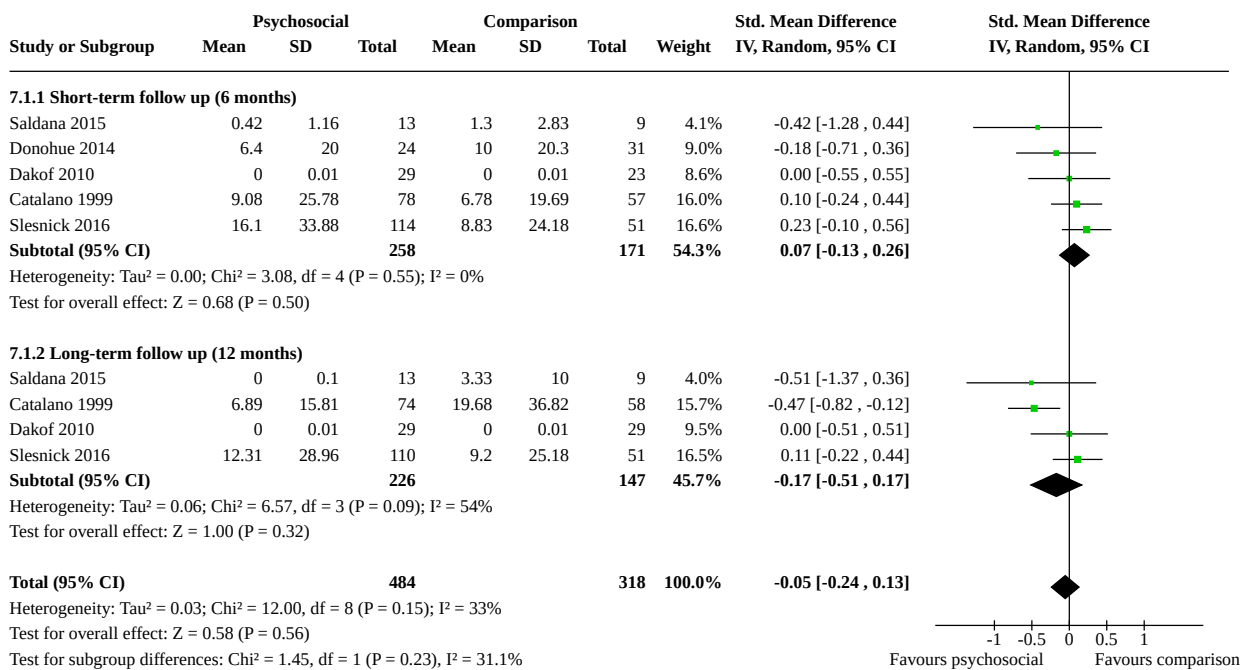 Psychosocial Comparison Std. Mean Difference Std. Mean Difference
Study or Subgroup Mean SD Total Mean SD Total Weight IV, Random, 95% CI IV, Random, 95% CI
7.1.1 Short-term follow up (6 months)
Saldana 2015 0.42 1.16 13 1.3 2.83 9 4.1% -0.42 [-1.28 , 0.44]
Donohue 2014 6.4 20 24 10 20.3 31 9.0% -0.18 [-0.71 , 0.36]
Dakof 2010 0 0.01 29 0 0.01 23 8.6% 0.00 [-0.55 , 0.55]
Catalano 1999 9.08 25.78 78 6.78 19.69 57 16.0% 0.10 [-0.24 , 0.44]
Slesnick 2016 16.1 33.88 114 8.83 24.18 51 16.6% 0.23 [-0.10 , 0.56]
Subtotal (95% CI) 258 171 54.3% 0.07 [-0.13 , 0.26]
Heterogeneity: Tau² = 0.00; Chi² = 3.08, df = 4 (P = 0.55); I² = 0%
Test for overall effect: Z = 0.68 (P = 0.50)
7.1.2 Long-term follow up (12 months)
Saldana 2015 0 0.1 13 3.33 10 9 4.0% -0.51 [-1.37 , 0.36]
Catalano 1999 6.89 15.81 74 19.68 36.82 58 15.7% -0.47 [-0.82 , -0.12]
Dakof 2010 0 0.01 29 0 0.01 29 9.5% 0.00 [-0.51 , 0.51]
Slesnick 2016 12.31 28.96 110 9.2 25.18 51 16.5% 0.11 [-0.22 , 0.44]
Subtotal (95% CI) 226 147 45.7% -0.17 [-0.51 , 0.17]
Heterogeneity: Tau² = 0.06; Chi² = 6.57, df = 3 (P = 0.09); I² = 54%
Test for overall effect: Z = 1.00 (P = 0.32)
Total (95% CI) 484 318 100.0% -0.05 [-0.24 , 0.13]
Heterogeneity: Tau² = 0.03; Chi² = 12.00, df = 8 (P = 0.15); I² = 33%
Test for overall effect: Z = 0.58 (P = 0.56)
-1 -0.5 0 0.5 1
Test for subgroup differences: Chi² = 1.45, df = 1 (P = 0.23), I² = 31.1% Favours psychosocial Favours comparison